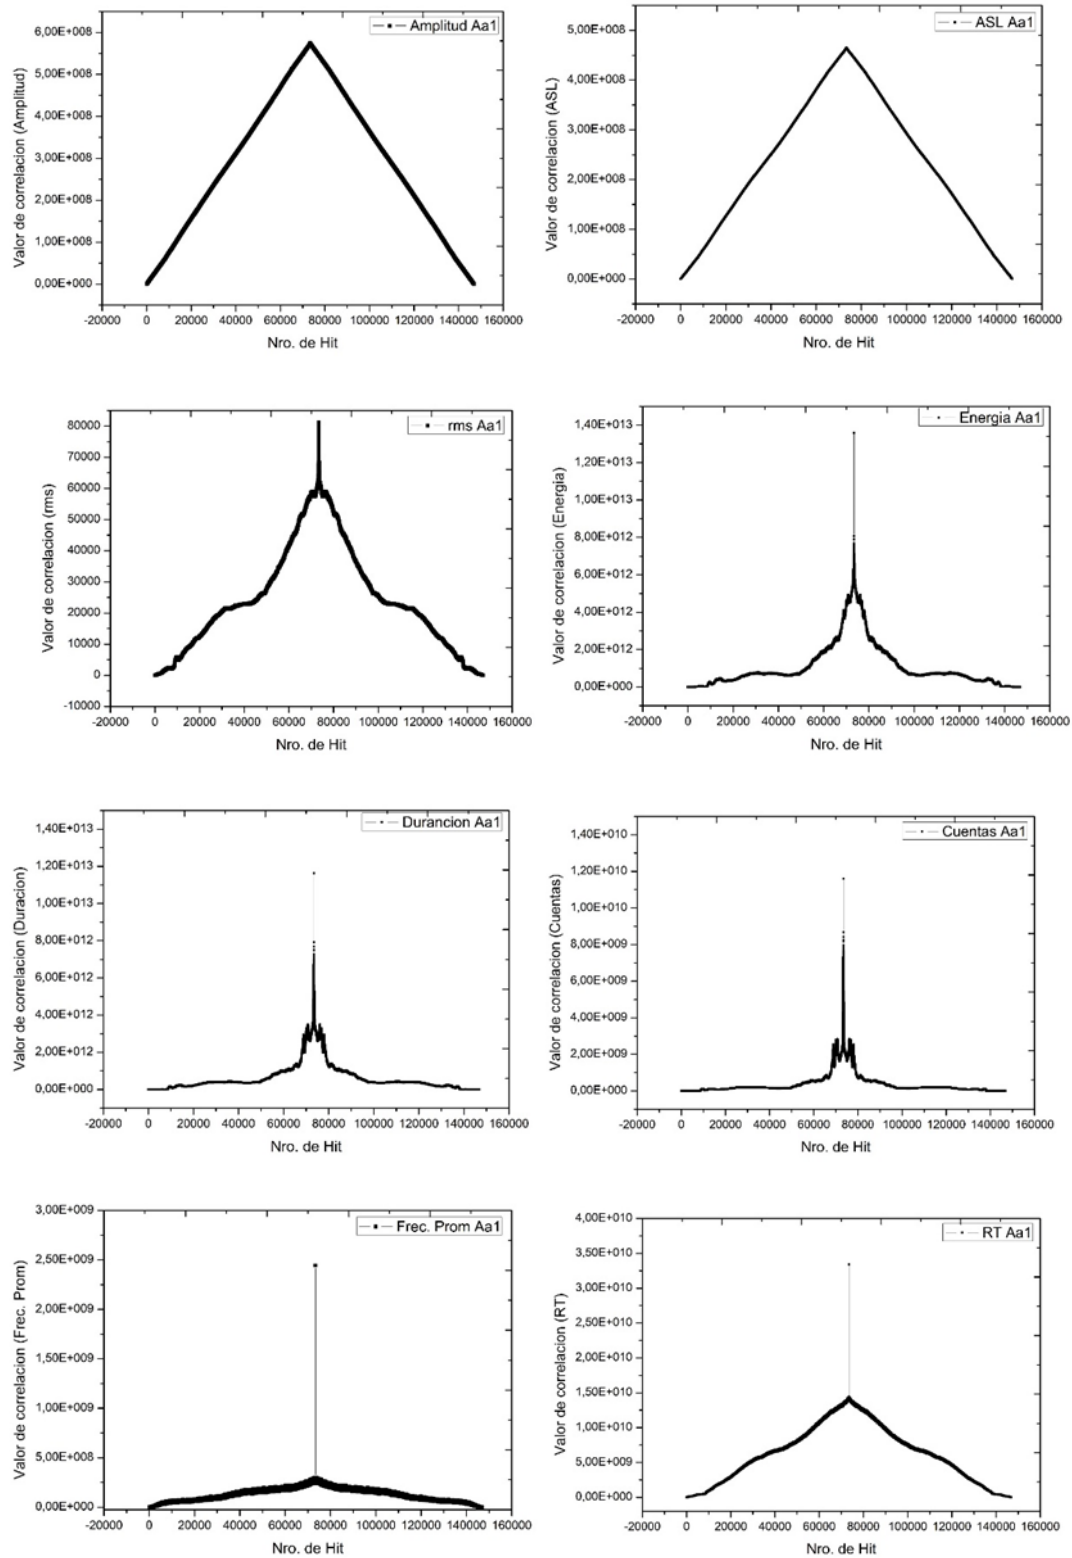 Amplitud Aa1
Valor de correlacion (Amplitud)
6,00E+008
5,00E+008
4,00E+008
3,00E+008
2,00E+008
1,00E+008
0,00E+000
-20000 0 20000 40000 60000 80000 100000 120000 140000 160000
Nro. de Hit
ASL Aa1
Valor de correlacion (ASL)
5,00E+008
4,00E+008
3,00E+008
2,00E+008
1,00E+008
0,00E+000
-20000 0 20000 40000 60000 80000 100000 120000 140000 160000
Nro. de Hit
rms Aa1
Valor de correlacion (rms)
80000
70000
60000
50000
40000
30000
20000
10000
0
-10000
-20000 0 20000 40000 60000 80000 100000 120000 140000 160000
Nro. de Hit
Energia Aa1
Valor de correlacion (Energia)
1,40E+013
1,20E+013
1,00E+013
8,00E+012
6,00E+012
4,00E+012
2,00E+012
0,00E+000
-20000 0 20000 40000 60000 80000 100000 120000 140000 160000
Nro. de Hit
Durancion Aa1
Valor de correlacion (Duracion)
1,40E+013
1,20E+013
1,00E+013
8,00E+012
6,00E+012
4,00E+012
2,00E+012
0,00E+000
-20000 0 20000 40000 60000 80000 100000 120000 140000 160000
Nro. de Hit
Cuentas Aa1
Valor de correlacion (Cuentas)
1,40E+010
1,20E+010
1,00E+010
8,00E+009
6,00E+009
4,00E+009
2,00E+009
0,00E+000
-20000 0 20000 40000 60000 80000 100000 120000 140000 160000
Nro. de Hit
Frec. Prom Aa1
Valor de correlacion (Frec. Prom)
3,00E+009
2,50E+009
2,00E+009
1,50E+009
1,00E+009
5,00E+008
0,00E+000
-20000 0 20000 40000 60000 80000 100000 120000 140000 160000
Nro. de Hit
RT Aa1
Valor de correlacion (RT)
4,00E+010
3,50E+010
3,00E+010
2,50E+010
2,00E+010
1,50E+010
1,00E+010
5,00E+009
0,00E+000
-20000 0 20000 40000 60000 80000 100000 120000 140000 160000
Nro. de Hit